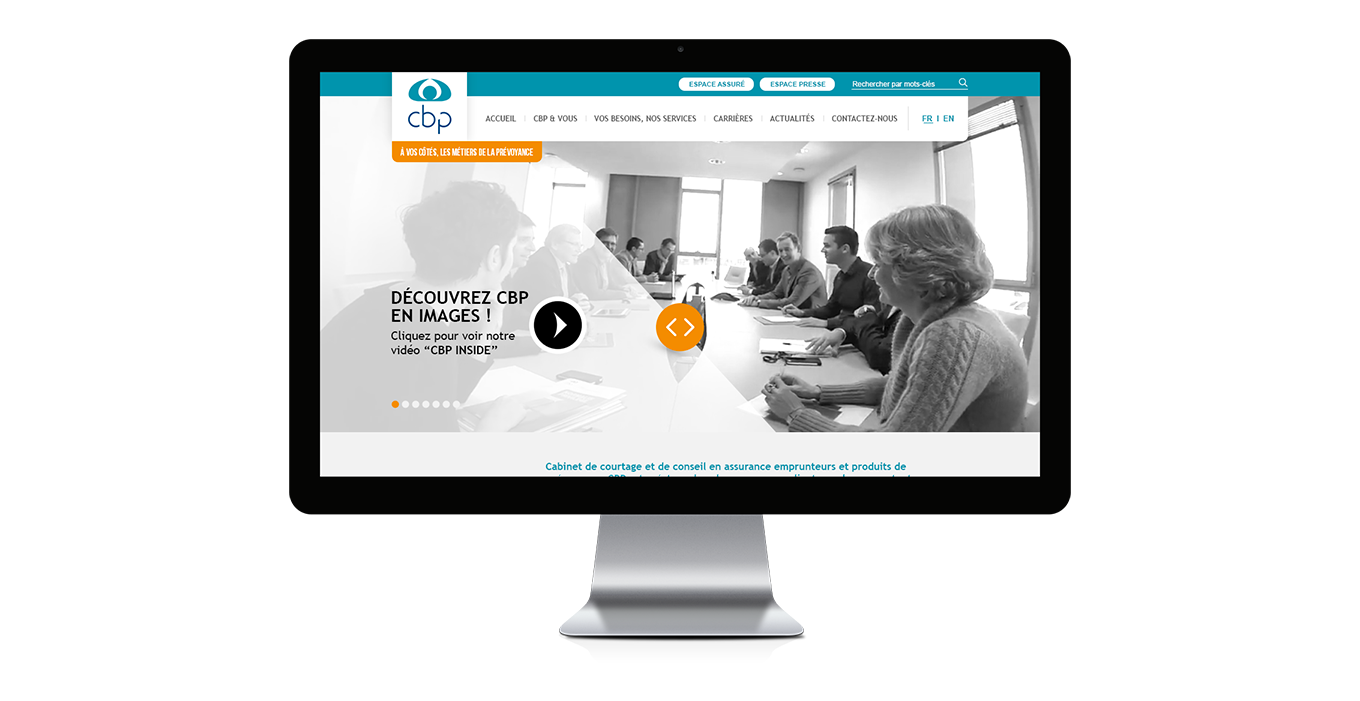 ESPACE ASSURÉ
ESPACE PRESSE
Rechercher par mots-clés
cbp
ACCUEIL
CBP & VOUS
VOS BESOINS, NOS SERVICES
CARRIÈRES
ACTUALITÉS
CONTACTEZ-NOUS
FR I EN
À VOS CÔTÉS, LES MÉTIERS DE LA PRÉVOYANCE
DÉCOUVREZ CBP
EN IMAGES !
Cliquez pour voir notre
vidéo “CBP INSIDE”
Cabinet de courtage et de conseil en assurance emprunteurs et produits de